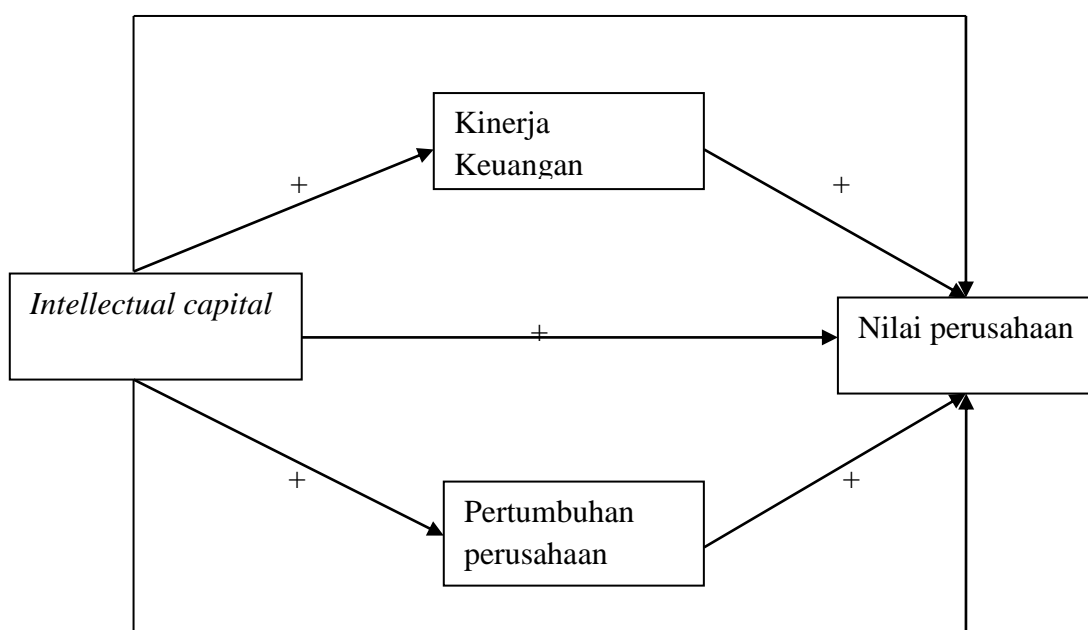 Kinerja
Keuangan
+
+
Intellectual capital
+
Nilai perusahaan
+
+
Pertumbuhan
perusahaan